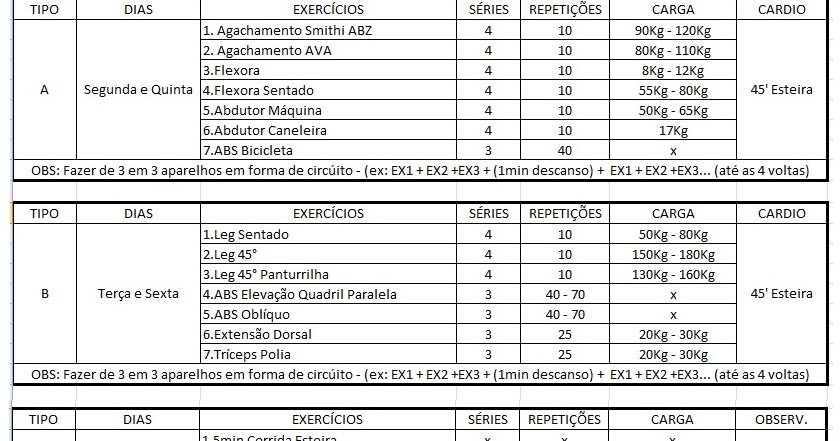 TIPO DIAS EXERCÍCIOS SÉRIES REPETIÇÕES CARGA CARDIO
1. Agachamento Smithi ABZ 4 10 90Kg - 120Kg
2. Agachamento AVA 4 10 80Kg - 110Kg
3.Flexora 4 10 8Kg - 12Kg
A Segunda e Quinta 4.Flexora Sentado 4 10 55Kg - 80Kg 45' Esteira
5.Abdutor Máquina 4 10 50Kg - 65Kg
6.Abdutor Caneleira 4 10 17Kg
7.ABS Bicicleta 3 40 x
OBS: Fazer de 3 em 3 aparelhos em forma de circúito - (ex: EX1 + EX2 +EX3 + (1min descanso) + EX1 + EX2 +EX3... (até as 4 voltas)
TIPO DIAS EXERCÍCIOS SÉRIES REPETIÇÕES CARGA CARDIO
1.Leg Sentado 4 10 50Kg - 80Kg
2.Leg 45° 4 10 150Kg - 180Kg
3.Leg 45° Panturrilha 4 10 130Kg - 160Kg
B Terça e Sexta 4.ABS Elevação Quadril Paralela 3 40 - 70 x 45' Esteira
5.ABS Oblíquo 3 40 - 70 x
6.Extensão Dorsal 3 25 20Kg - 30Kg
7.Tríceps Polia 3 25 20Kg - 30Kg
OBS: Fazer de 3 em 3 aparelhos em forma de circúito - (ex: EX1 + EX2 +EX3 + (1min descanso) + EX1 + EX2 +EX3... (até as 4 voltas)
TIPO DIAS EXERCÍCIOS SÉRIES REPETIÇÕES CARGA OBSERV.
1.5min Corrida Esteira x x x